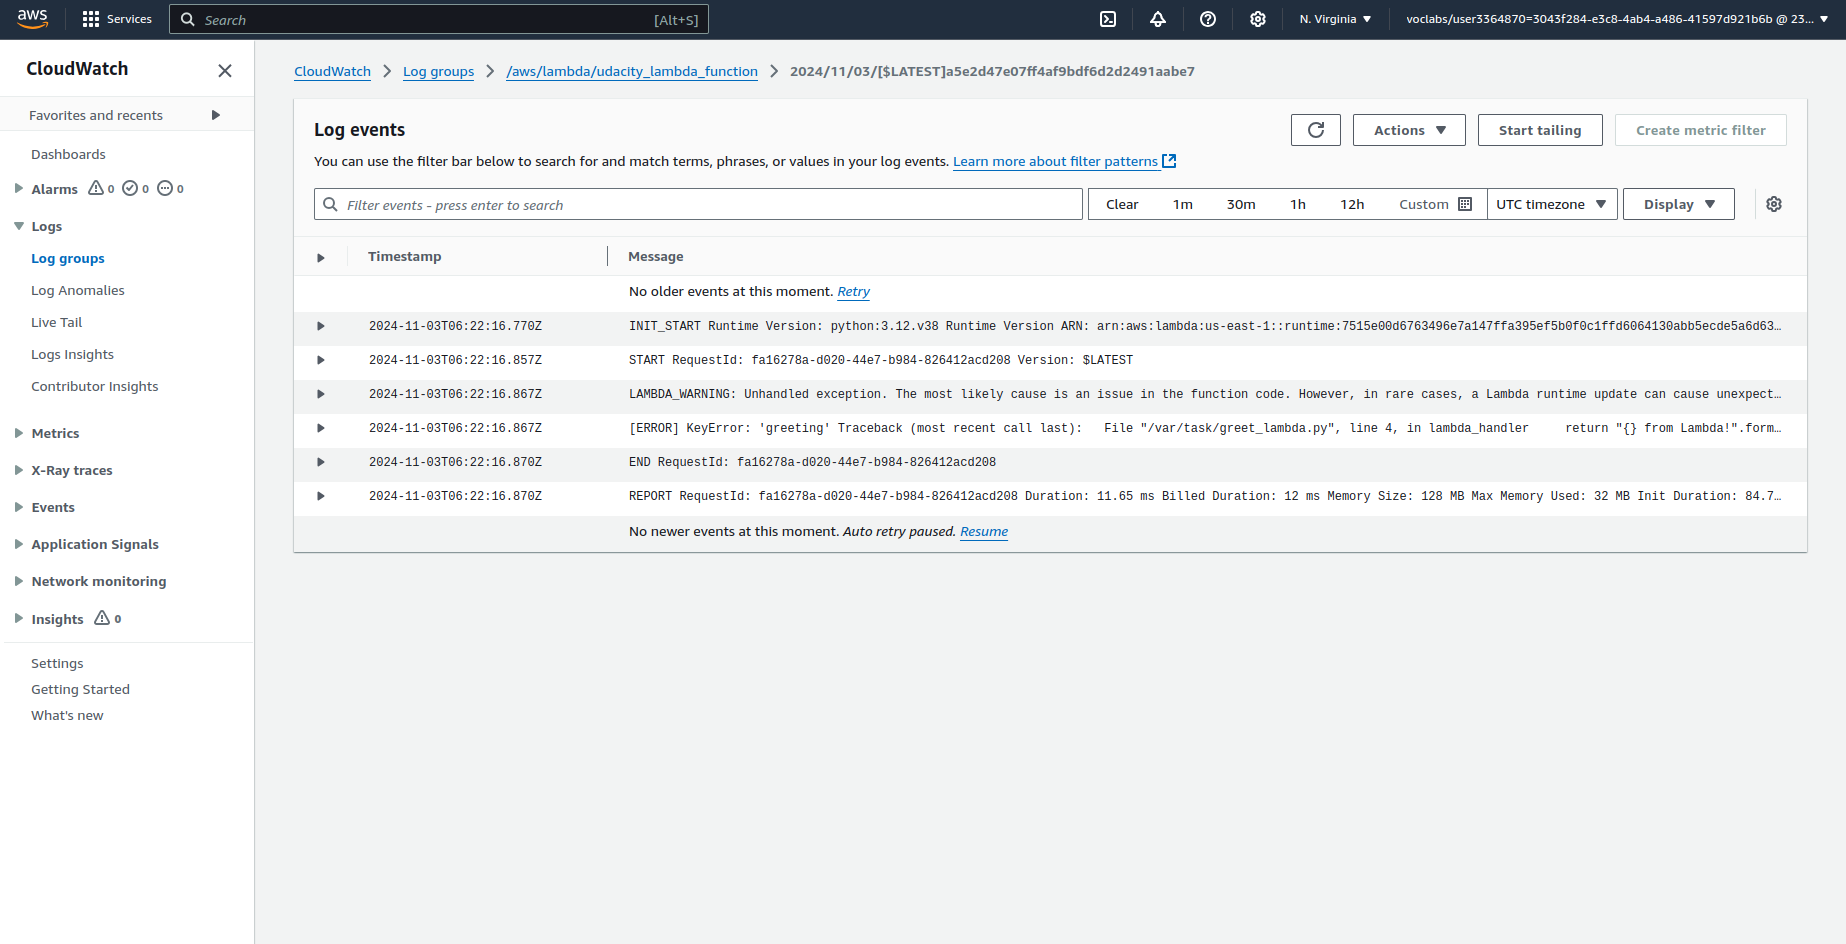 aws
Services
Search
[Alt+S]
N. Virginia
voclabs/user3364870=3043f284-e3c8-4ab4-a486-41597d921b6b @ 23...
CloudWatch
Favorites and recents
Dashboards
Alarms 0 0 0
Logs
Log groups
Log Anomalies
Live Tail
Logs Insights
Contributor Insights
Metrics
X-Ray traces
Events
Application Signals
Network monitoring
Insights 0
Settings
Getting Started
What's new
CloudWatch
Log groups
/aws/lambda/udacity_lambda_function
2024/11/03/[$LATEST]a5e2d47e07ff4af9bdf6d2d2491aabe7
Log events
Actions
Start tailing
Create metric filter
You can use the filter bar below to search for and match terms, phrases, or values in your log events. Learn more about filter patterns
Filter events - press enter to search
Clear
1m
30m
1h
12h
Custom
UTC timezone
Display
Timestamp
Message
No older events at this moment. Retry
2024-11-03T06:22:16.770Z INIT_START Runtime Version: python:3.12.v38 Runtime Version ARN: arn:aws:lambda:us-east-1::runtime:7515e00d6763496e7a147ffa395ef5b0f0c1ffd6064130abb5ecde5a6d63…
2024-11-03T06:22:16.857Z START RequestId: fa16278a-d020-44e7-b984-826412acd208 Version: $LATEST
2024-11-03T06:22:16.867Z LAMBDA_WARNING: Unhandled exception. The most likely cause is an issue in the function code. However, in rare cases, a Lambda runtime update can cause unexpect…
2024-11-03T06:22:16.867Z [ERROR] KeyError: 'greeting' Traceback (most recent call last): File "/var/task/greet_lambda.py", line 4, in lambda_handler return "{} from Lambda!".form…
2024-11-03T06:22:16.870Z END RequestId: fa16278a-d020-44e7-b984-826412acd208
2024-11-03T06:22:16.870Z REPORT RequestId: fa16278a-d020-44e7-b984-826412acd208 Duration: 11.65 ms Billed Duration: 12 ms Memory Size: 128 MB Max Memory Used: 32 MB Init Duration: 84.7…
No newer events at this moment. Auto retry paused. Resume